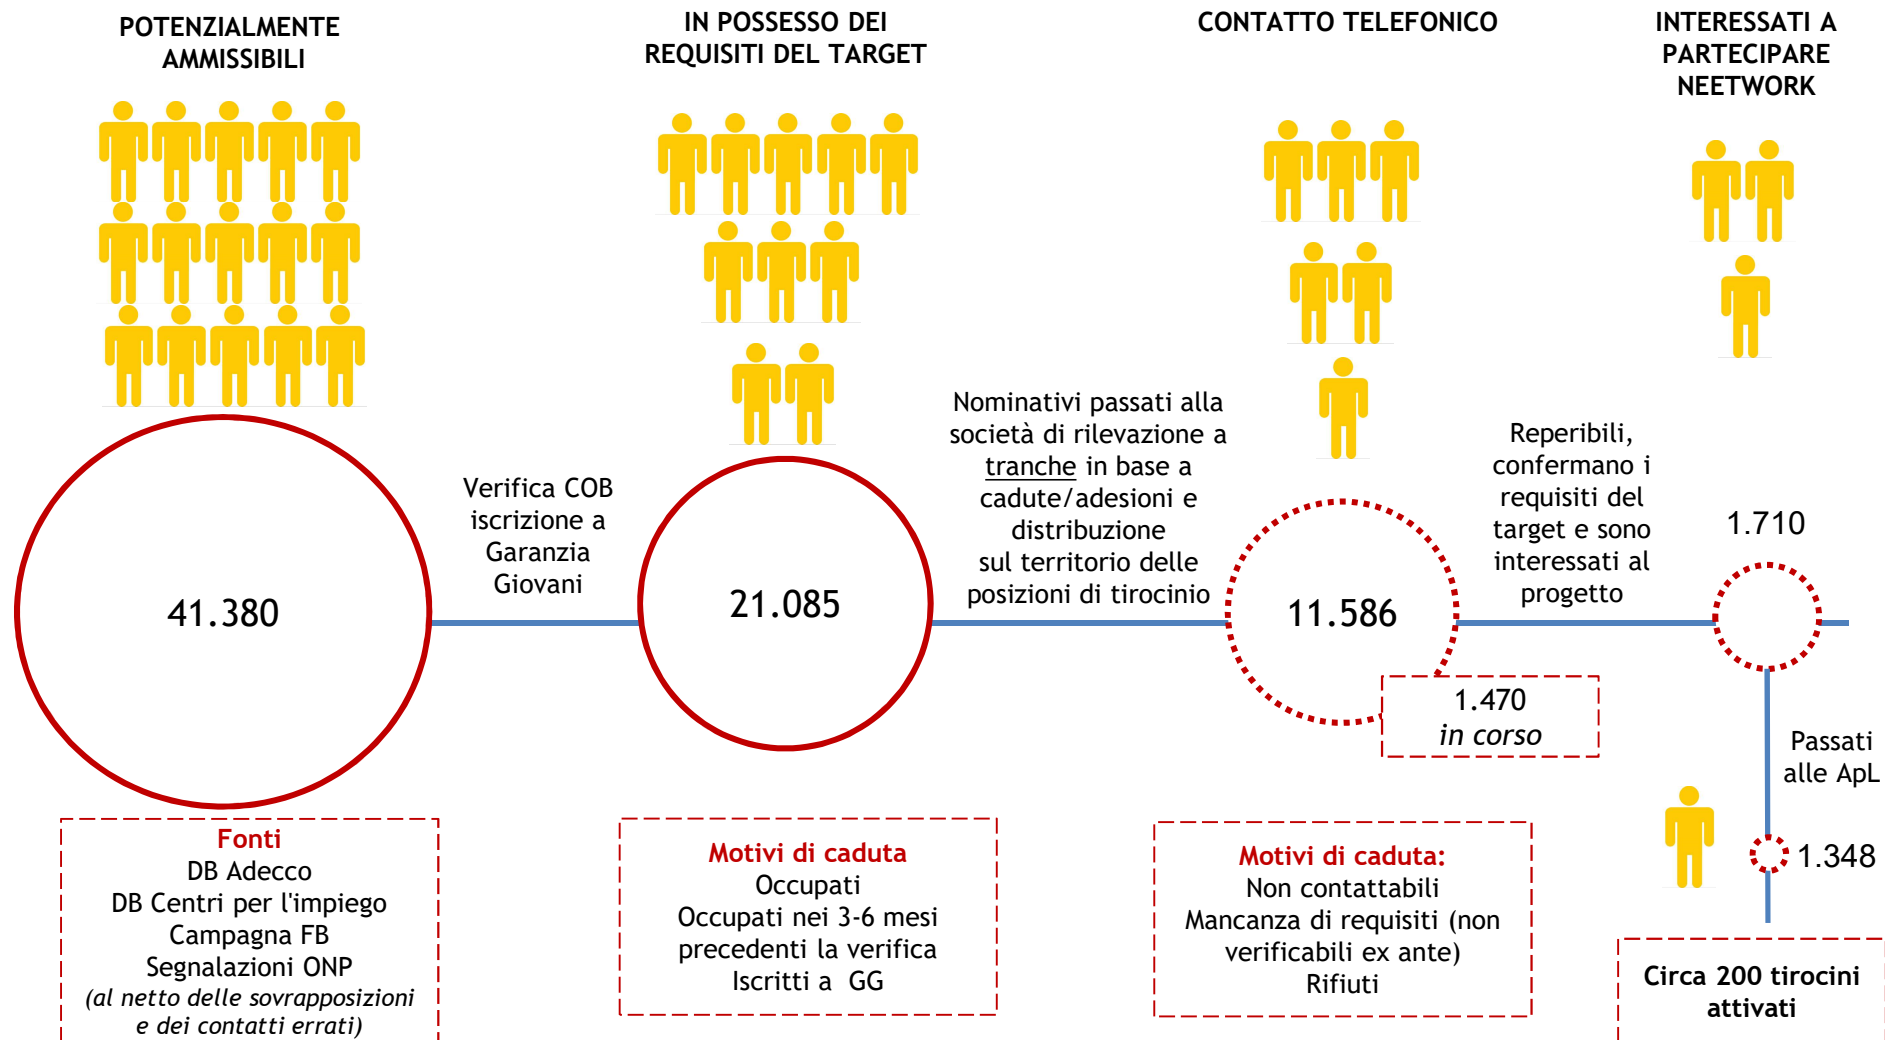 POTENZIALMENTE
AMMISSIBILI
IN POSSESSO DEI
REQUISITI DEL TARGET
CONTATTO TELEFONICO
INTERESSATI A
PARTECIPARE
NEETWORK
41.380
Verifica COB
iscrizione a
Garanzia
Giovani
21.085
Nominativi passati alla
società di rilevazione a
tranche in base a
cadute/adesioni e
distribuzione
sul territorio delle
posizioni di tirocinio
11.586
1.470
in corso
Reperibili,
confermano i
requisiti del
target e sono
interessati al
progetto
1.710
Passati
alle ApL
1.348
Fonti
DB Adecco
DB Centri per l'impiego
Campagna FB
Segnalazioni ONP
(al netto delle sovrapposizioni
e dei contatti errati)
Motivi di caduta
Occupati
Occupati nei 3-6 mesi
precedenti la verifica
Iscritti a GG
Motivi di caduta:
Non contattabili
Mancanza di requisiti (non
verificabili ex ante)
Rifiuti
Circa 200 tirocini
attivati